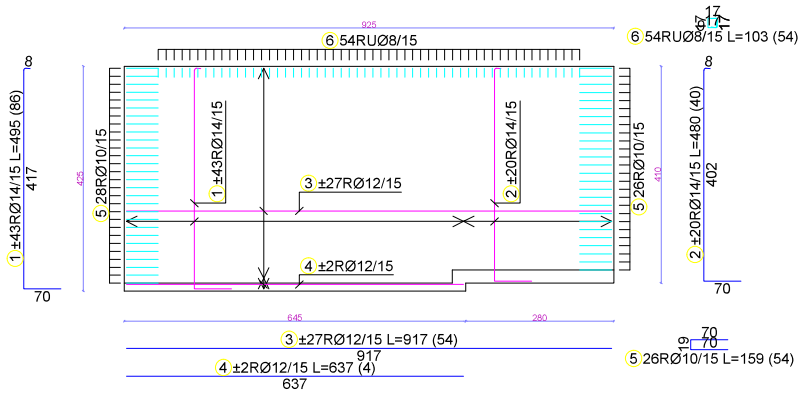 925
17
17
17
6 54RUØ8/15
6 54RUØ8/15 L=103 (54)
8
8
1 ±43RØ14/15 L=495 (86)
417
70
425
5 28RØ10/15
1 ±43RØ14/15
3 ±27RØ12/15
2 ±20RØ14/15
4 ±2RØ12/15
5 26RØ10/15
410
2 ±20RØ14/15 L=480 (40)
402
70
645
280
3 ±27RØ12/15 L=917 (54)
917
4 ±2RØ12/15 L=637 (4)
637
70
70
19
5 26RØ10/15 L=159 (54)